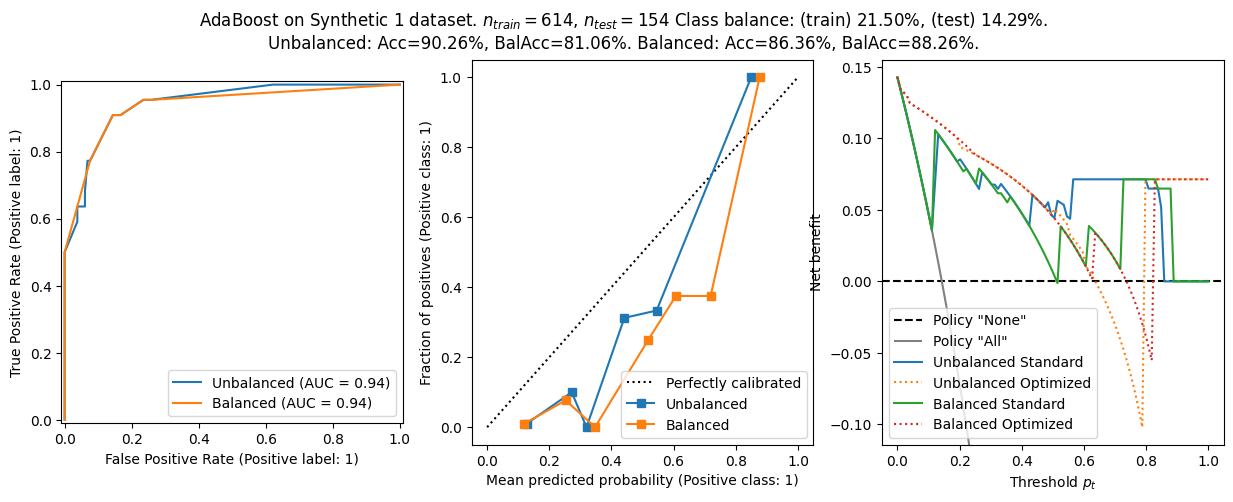 AdaBoost on Synthetic 1 dataset. n_train = 614, n_test = 154 Class balance: (train) 21.50%, (test) 14.29%.
Unbalanced: Acc=90.26%, BalAcc=81.06%. Balanced: Acc=86.36%, BalAcc=88.26%.
True Positive Rate (Positive label: 1)
1.0
0.8
0.6
0.4
0.2
0.0
Unbalanced (AUC = 0.94)
Balanced (AUC = 0.94)
0.0 0.2 0.4 0.6 0.8 1.0
False Positive Rate (Positive label: 1)
Fraction of positives (Positive class: 1)
1.0
0.8
0.6
0.4
0.2
0.0
Perfectly calibrated
Unbalanced
Balanced
0.0 0.2 0.4 0.6 0.8 1.0
Mean predicted probability (Positive class: 1)
Net benefit
0.15
0.10
0.05
0.00
−0.05
−0.10
Policy "None"
Policy "All"
Unbalanced Standard
Unbalanced Optimized
Balanced Standard
Balanced Optimized
0.0 0.2 0.4 0.6 0.8 1.0
Threshold p_t